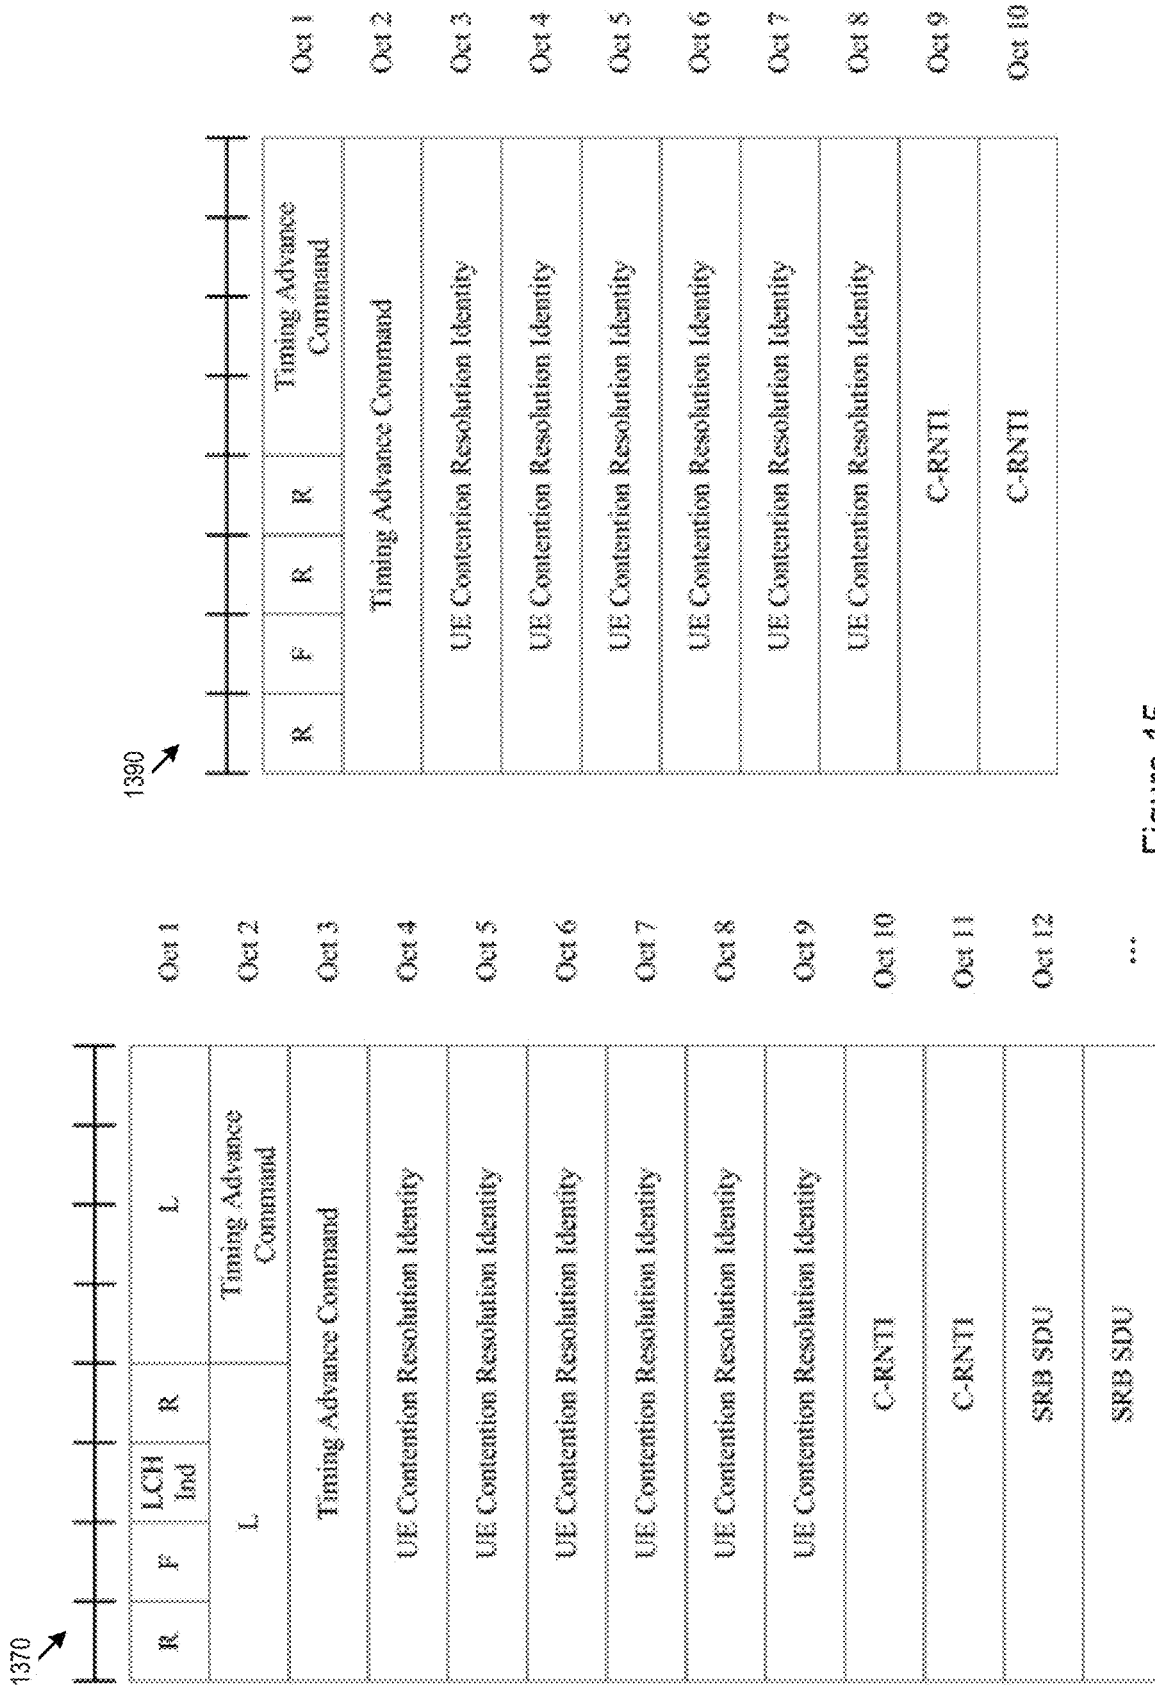 1370
R F LCH Ind R L Oct 1
L Timing Advance Command Oct 2
Timing Advance Command Oct 3
UE Contention Resolution Identity Oct 4
UE Contention Resolution Identity Oct 5
UE Contention Resolution Identity Oct 6
UE Contention Resolution Identity Oct 7
UE Contention Resolution Identity Oct 8
UE Contention Resolution Identity Oct 9
C-RNTI Oct 10
C-RNTI Oct 11
SRB SDU Oct 12
SRB SDU ...
1390
R F R R Timing Advance Command Oct 1
Timing Advance Command Oct 2
UE Contention Resolution Identity Oct 3
UE Contention Resolution Identity Oct 4
UE Contention Resolution Identity Oct 5
UE Contention Resolution Identity Oct 6
UE Contention Resolution Identity Oct 7
UE Contention Resolution Identity Oct 8
C-RNTI Oct 9
C-RNTI Oct 10